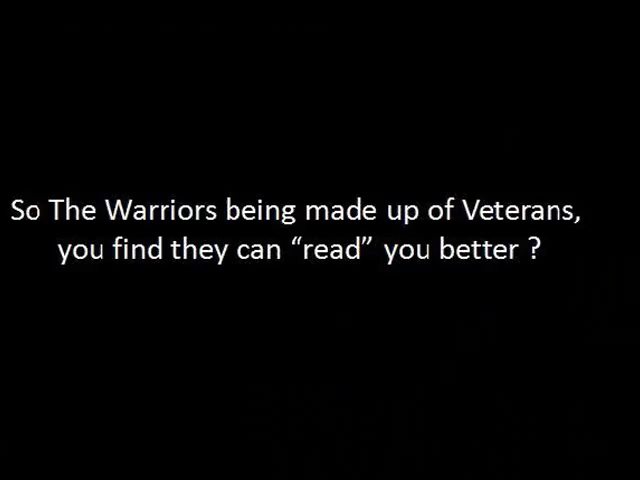 So The Warriors being made up of Veterans,
you find they can “read” you better ?